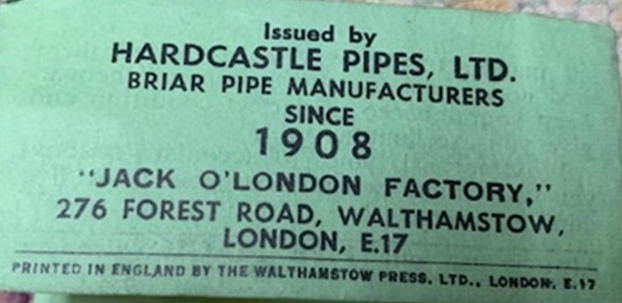 Issued by
HARDCASTLE PIPES, LTD.
BRIAR PIPE MANUFACTURERS
SINCE
1908
"JACK O'LONDON FACTORY,"
276 FOREST ROAD, WALTHAMSTOW,
LONDON, E.17
PRINTED IN ENGLAND BY THE WALTHAMSTOW PRESS. LTD., LONDON. E.17